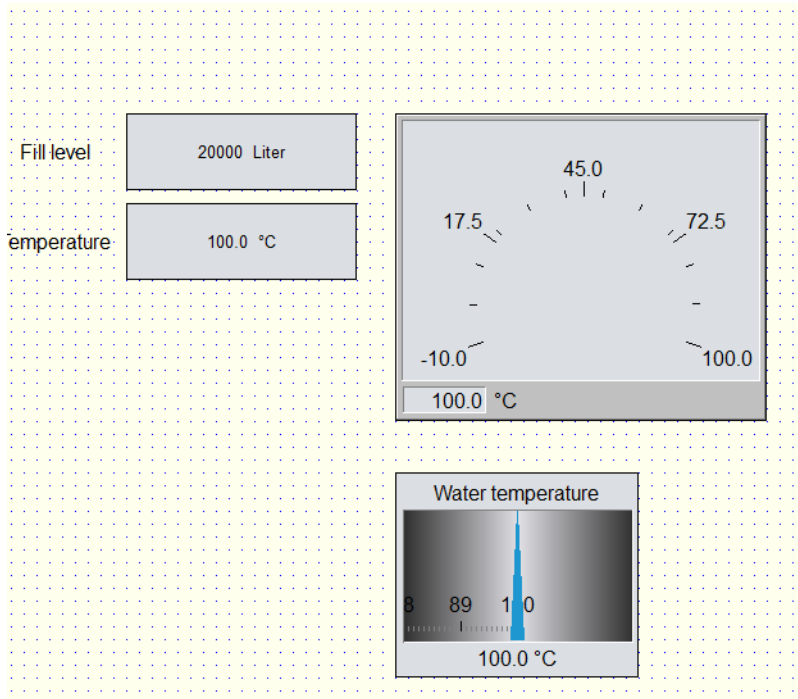 Fill level
20000 Liter
emperature
100.0 °C
45.0
17.5
72.5
-10.0
100.0
100.0 °C
Water temperature
8 89
100.0 °C